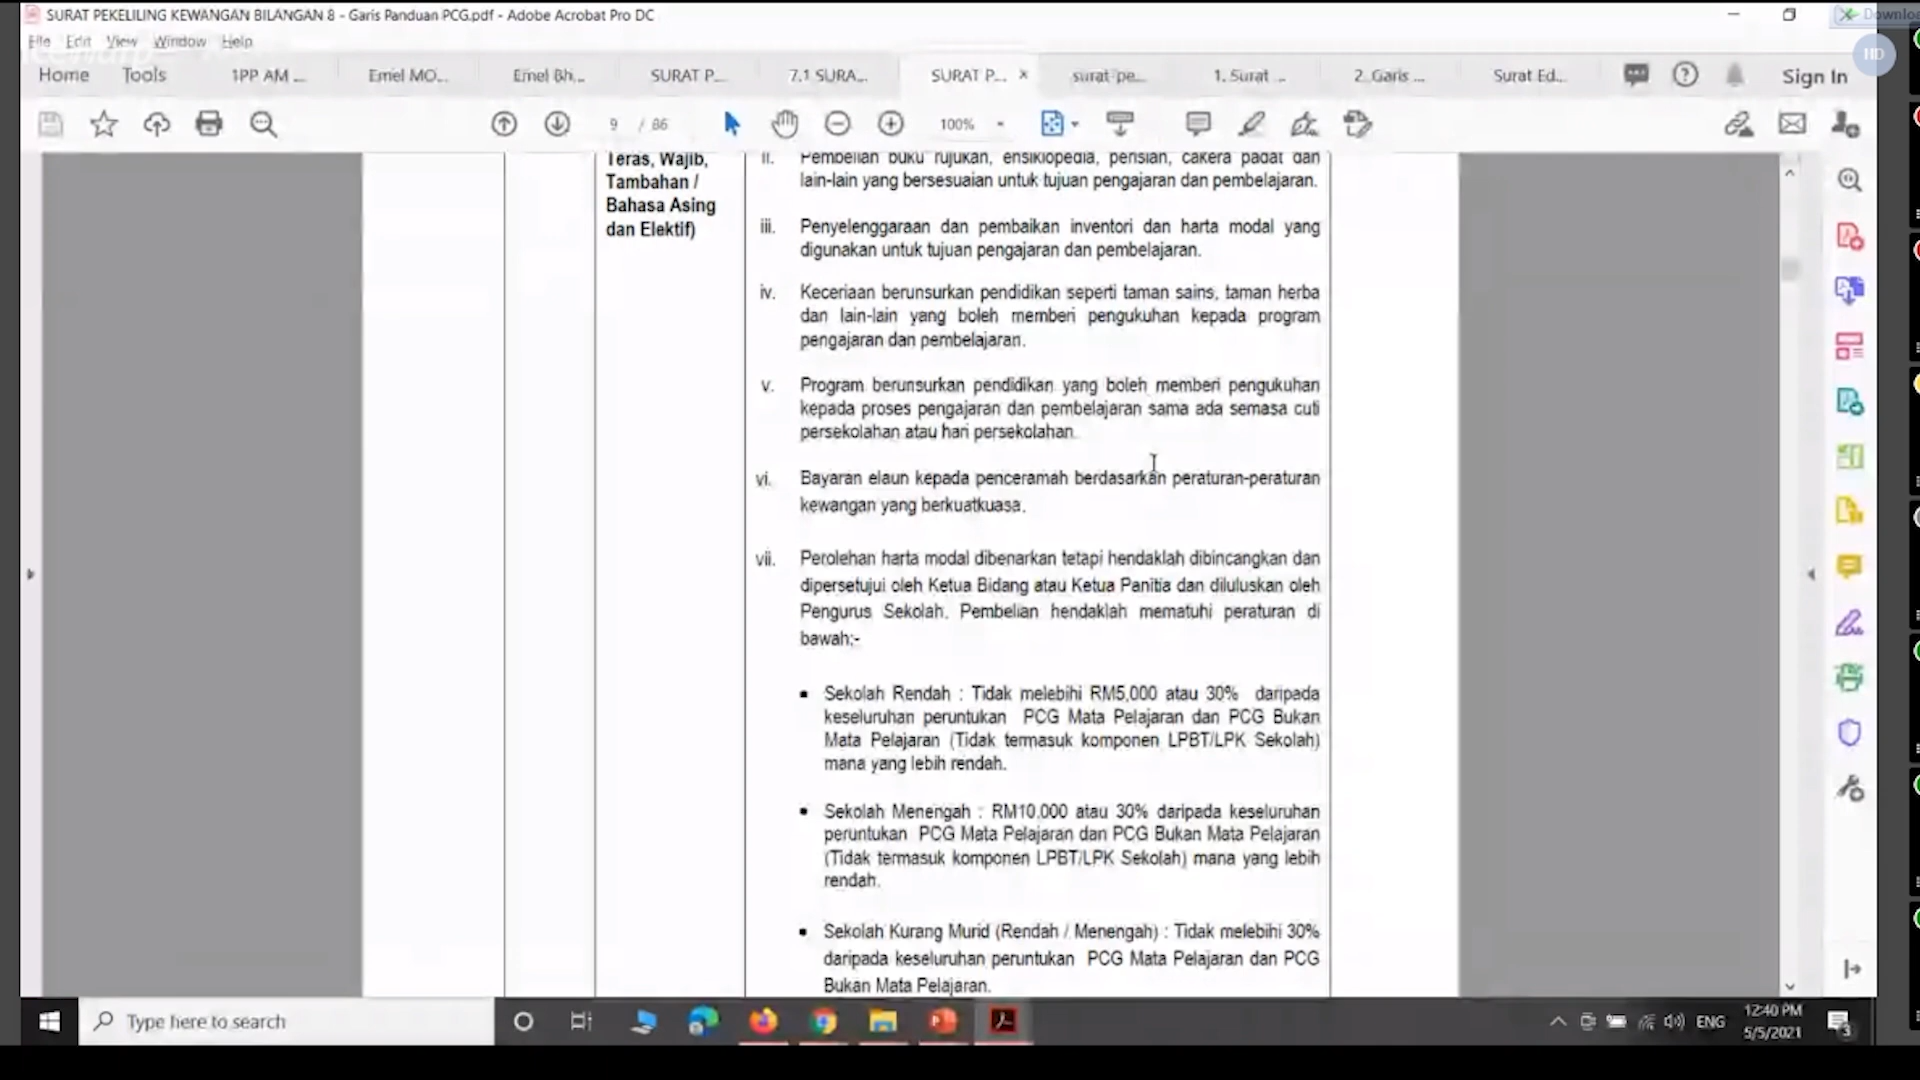 SURAT PEKELILING KEWANGAN BILANGAN 8 - Garis Panduan PCG.pdf - Adobe Acrobat Pro DC
Downloa
File Edit View Window Help
HD
Home Tools 1PP AM ... Emel MO... Emel Bh... SURAT P... 7.1 SURA... SURAT P... × surat-pe... 1. Surat ... 2. Garis ... Surat Ed... Sign In
9 / 86 100%
Teras, Wajib,
Tambahan /
Bahasa Asing
dan Elektif)
ii. Pembelian buku rujukan, ensiklopedia, perisian, cakera padat dan
lain-lain yang bersesuaian untuk tujuan pengajaran dan pembelajaran.
iii. Penyelenggaraan dan pembaikan inventori dan harta modal yang
digunakan untuk tujuan pengajaran dan pembelajaran.
iv. Keceriaan berunsurkan pendidikan seperti taman sains, taman herba
dan lain-lain yang boleh memberi pengukuhan kepada program
pengajaran dan pembelajaran.
v. Program berunsurkan pendidikan yang boleh memberi pengukuhan
kepada proses pengajaran dan pembelajaran sama ada semasa cuti
persekolahan atau hari persekolahan.
vi. Bayaran elaun kepada penceramah berdasarkan peraturan-peraturan
kewangan yang berkuatkuasa.
vii. Perolehan harta modal dibenarkan tetapi hendaklah dibincangkan dan
dipersetujui oleh Ketua Bidang atau Ketua Panitia dan diluluskan oleh
Pengurus Sekolah. Pembelian hendaklah mematuhi peraturan di
bawah:-
▪ Sekolah Rendah : Tidak melebihi RM5,000 atau 30% daripada
keseluruhan peruntukan PCG Mata Pelajaran dan PCG Bukan
Mata Pelajaran (Tidak termasuk komponen LPBT/LPK Sekolah)
mana yang lebih rendah.
▪ Sekolah Menengah : RM10,000 atau 30% daripada keseluruhan
peruntukan PCG Mata Pelajaran dan PCG Bukan Mata Pelajaran
(Tidak termasuk komponen LPBT/LPK Sekolah) mana yang lebih
rendah.
▪ Sekolah Kurang Murid (Rendah / Menengah) : Tidak melebihi 30%
daripada keseluruhan peruntukan PCG Mata Pelajaran dan PCG
Bukan Mata Pelajaran.
Type here to search
ENG
12:40 PM
5/5/2021
3